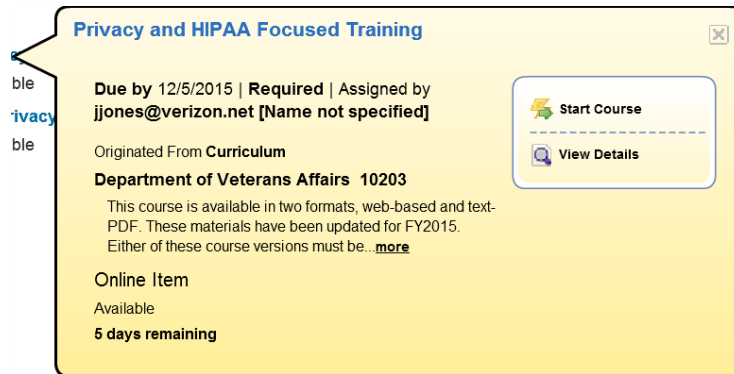 Privacy and HIPAA Focused Training
ble
Due by 12/5/2015 | Required | Assigned by
jjones@verizon.net [Name not specified]
Start Course
rivacy
ble
View Details
Originated From Curriculum
Department of Veterans Affairs 10203
This course is available in two formats, web-based and text-
PDF. These materials have been updated for FY2015.
Either of these course versions must be...more
Online Item
Available
5 days remaining